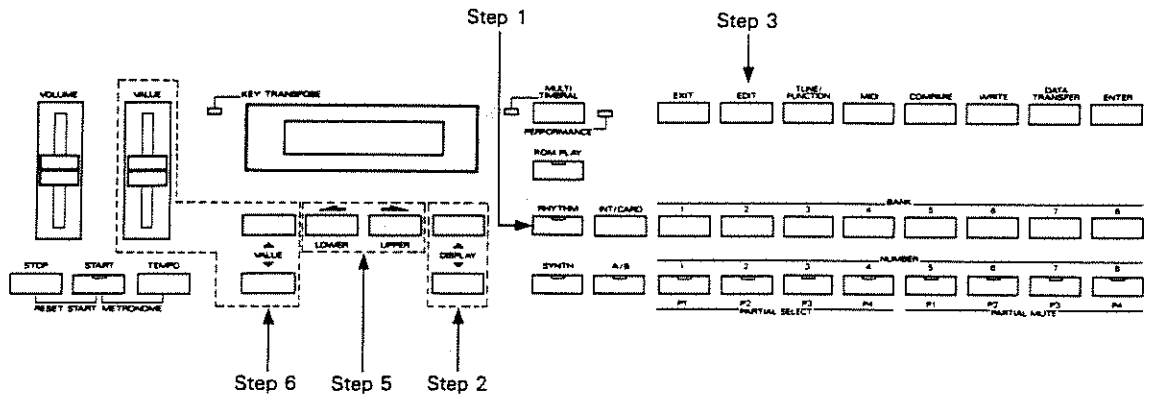 Step 1
Step 3
VOLUME
VALUE
KEY TRANSPOSE
MULTI TIMBRAL
PERFORMANCE
EXIT
EDIT
TUNE/FUNCTION
MIDI
COMPARE
WRITE
DATA TRANSFER
ENTER
ROM PLAY
RHYTHM
INT/CARD
BANK
1 2 3 4 5 6 7 8
LOWER
UPPER
VALUE
DISPLAY
STOP
START
TEMPO
RESET START
METRONOME
SYNTH
A/B
NUMBER
1 2 3 4 5 6 7 8
P1 P2 P3 P4 P1 P2 P3 P4
PARTIAL SELECT
PARTIAL MUTE
Step 6
Step 5
Step 2